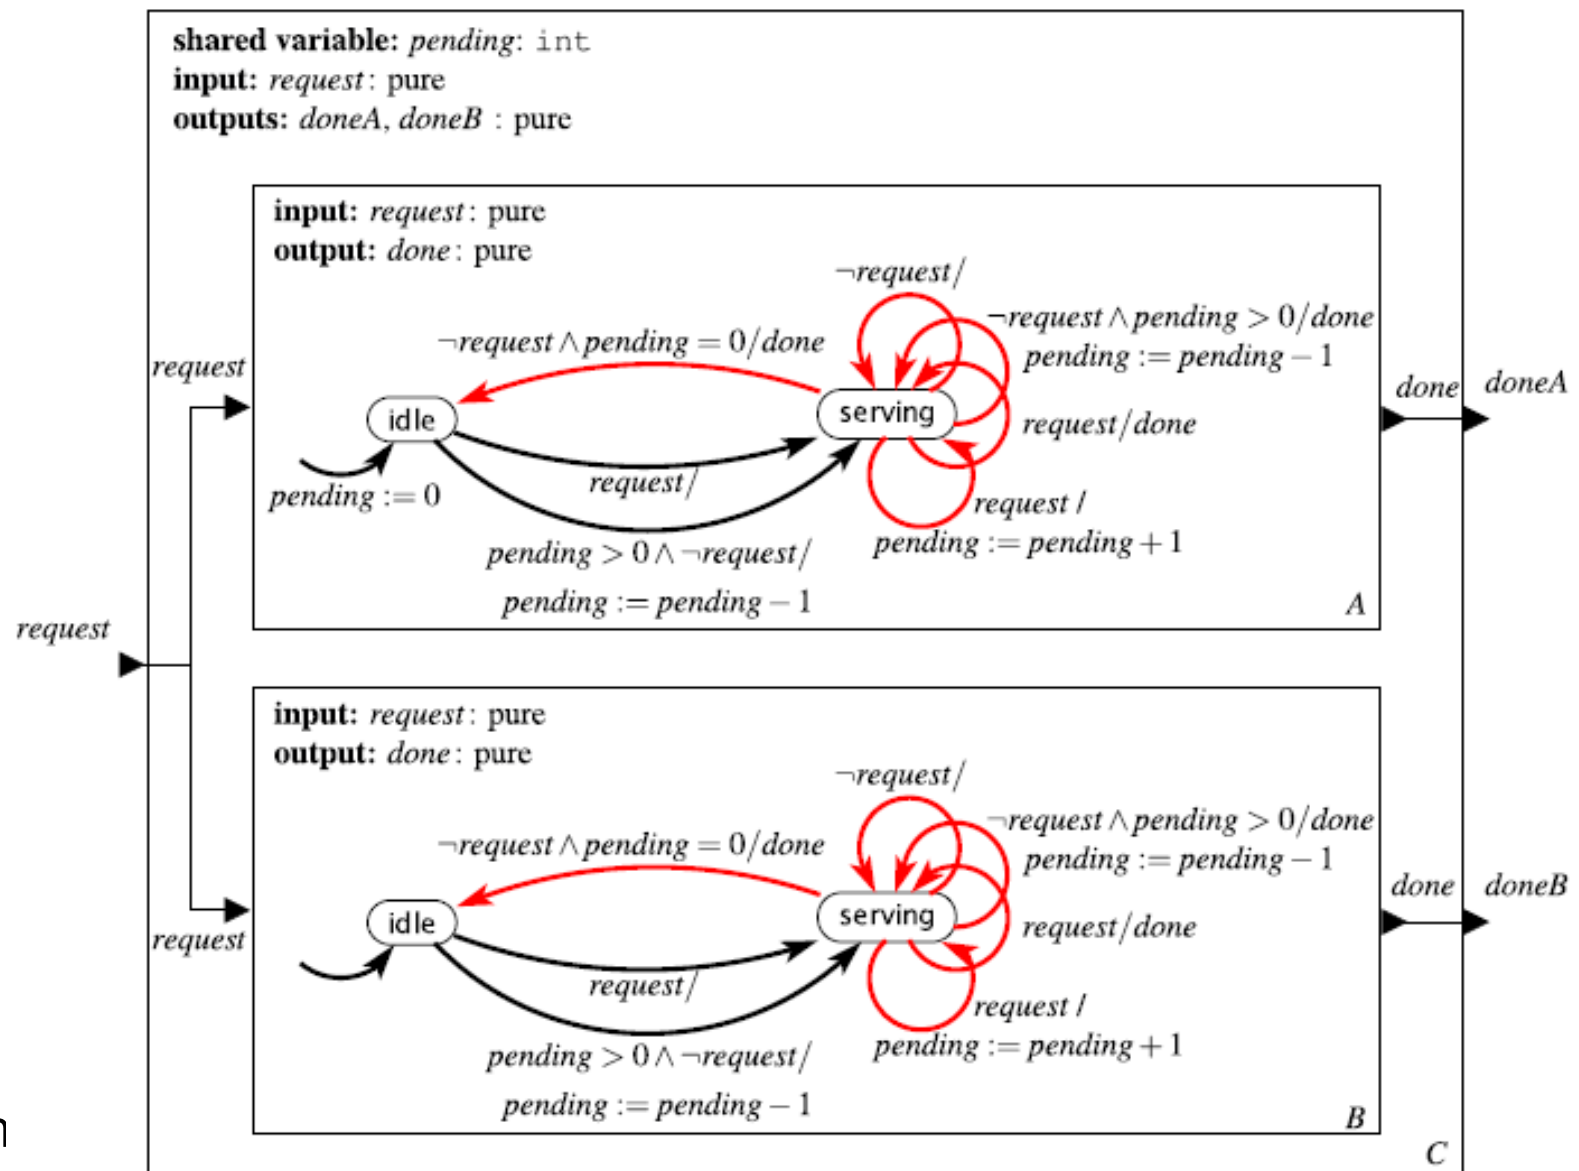 shared variable: pending: int
input: request: pure
outputs: doneA, doneB : pure
input: request: pure
output: done: pure
¬request/
¬request ∧ pending > 0/done
pending := pending − 1
¬request ∧ pending = 0/done
request
idle
serving
request/done
done
doneA
pending := 0
request/
request /
pending := pending + 1
pending > 0 ∧ ¬request/
pending := pending − 1
A
request
input: request: pure
output: done: pure
¬request/
¬request ∧ pending > 0/done
pending := pending − 1
¬request ∧ pending = 0/done
done
doneB
idle
serving
request/done
request
request/
request /
pending := pending + 1
pending > 0 ∧ ¬request/
pending := pending − 1
B
C